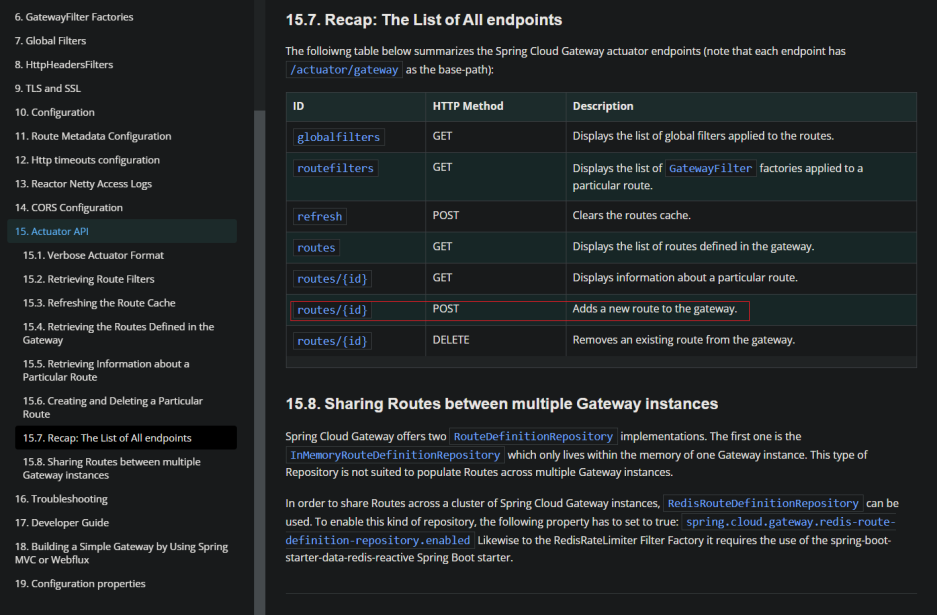 6. GatewayFilter Factories
7. Global Filters
8. HttpHeadersFilters
9. TLS and SSL
10. Configuration
11. Route Metadata Configuration
12. Http timeouts configuration
13. Reactor Netty Access Logs
14. CORS Configuration
15. Actuator API
15.1. Verbose Actuator Format
15.2. Retrieving Route Filters
15.3. Refreshing the Route Cache
15.4. Retrieving the Routes Defined in the
Gateway
15.5. Retrieving Information about a
Particular Route
15.6. Creating and Deleting a Particular
Route
15.7. Recap: The List of All endpoints
15.8. Sharing Routes between multiple
Gateway instances
16. Troubleshooting
17. Developer Guide
18. Building a Simple Gateway by Using Spring
MVC or Webflux
19. Configuration properties
15.7. Recap: The List of All endpoints
The folloiwng table below summarizes the Spring Cloud Gateway actuator endpoints (note that each endpoint has
/actuator/gateway as the base-path):
ID HTTP Method Description
globalfilters GET Displays the list of global filters applied to the routes.
routefilters GET Displays the list of GatewayFilter factories applied to a
particular route.
refresh POST Clears the routes cache.
routes GET Displays the list of routes defined in the gateway.
routes/{id} GET Displays information about a particular route.
routes/{id} POST Adds a new route to the gateway.
routes/{id} DELETE Removes an existing route from the gateway.
15.8. Sharing Routes between multiple Gateway instances
Spring Cloud Gateway offers two RouteDefinitionRepository implementations. The first one is the
InMemoryRouteDefinitionRepository which only lives within the memory of one Gateway instance. This type of
Repository is not suited to populate Routes across multiple Gateway instances.
In order to share Routes across a cluster of Spring Cloud Gateway instances, RedisRouteDefinitionRepository can be
used. To enable this kind of repository, the following property has to set to true: spring.cloud.gateway.redis-route-
definition-repository.enabled Likewise to the RedisRateLimiter Filter Factory it requires the use of the spring-boot-
starter-data-redis-reactive Spring Boot starter.